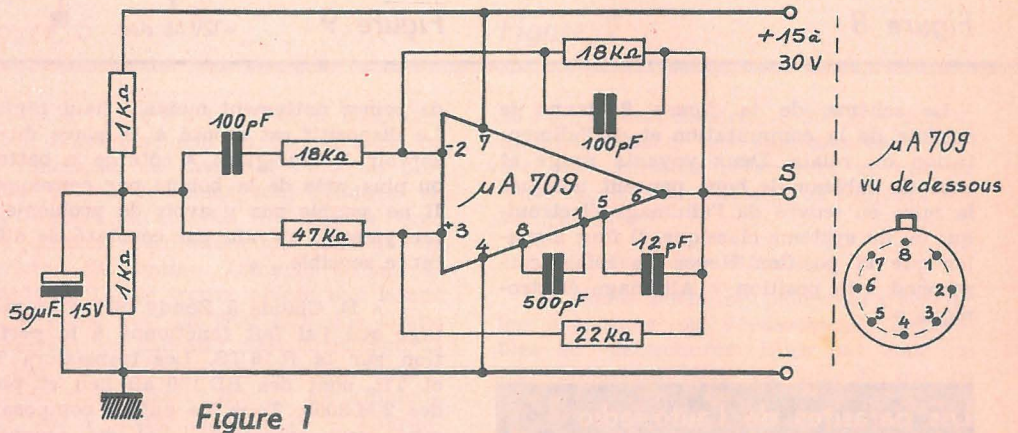 +15 à
30 V
1KΩ
18KΩ
100pF
100pF
18KΩ
-2
7
µA 709
S
µA 709
vu de dessous
1KΩ
47KΩ
+3
4
8
1
5
6
500pF
12pF
22KΩ
50µF
15V
8
7
1
6
2
5
3
4
+
-
Figure 1